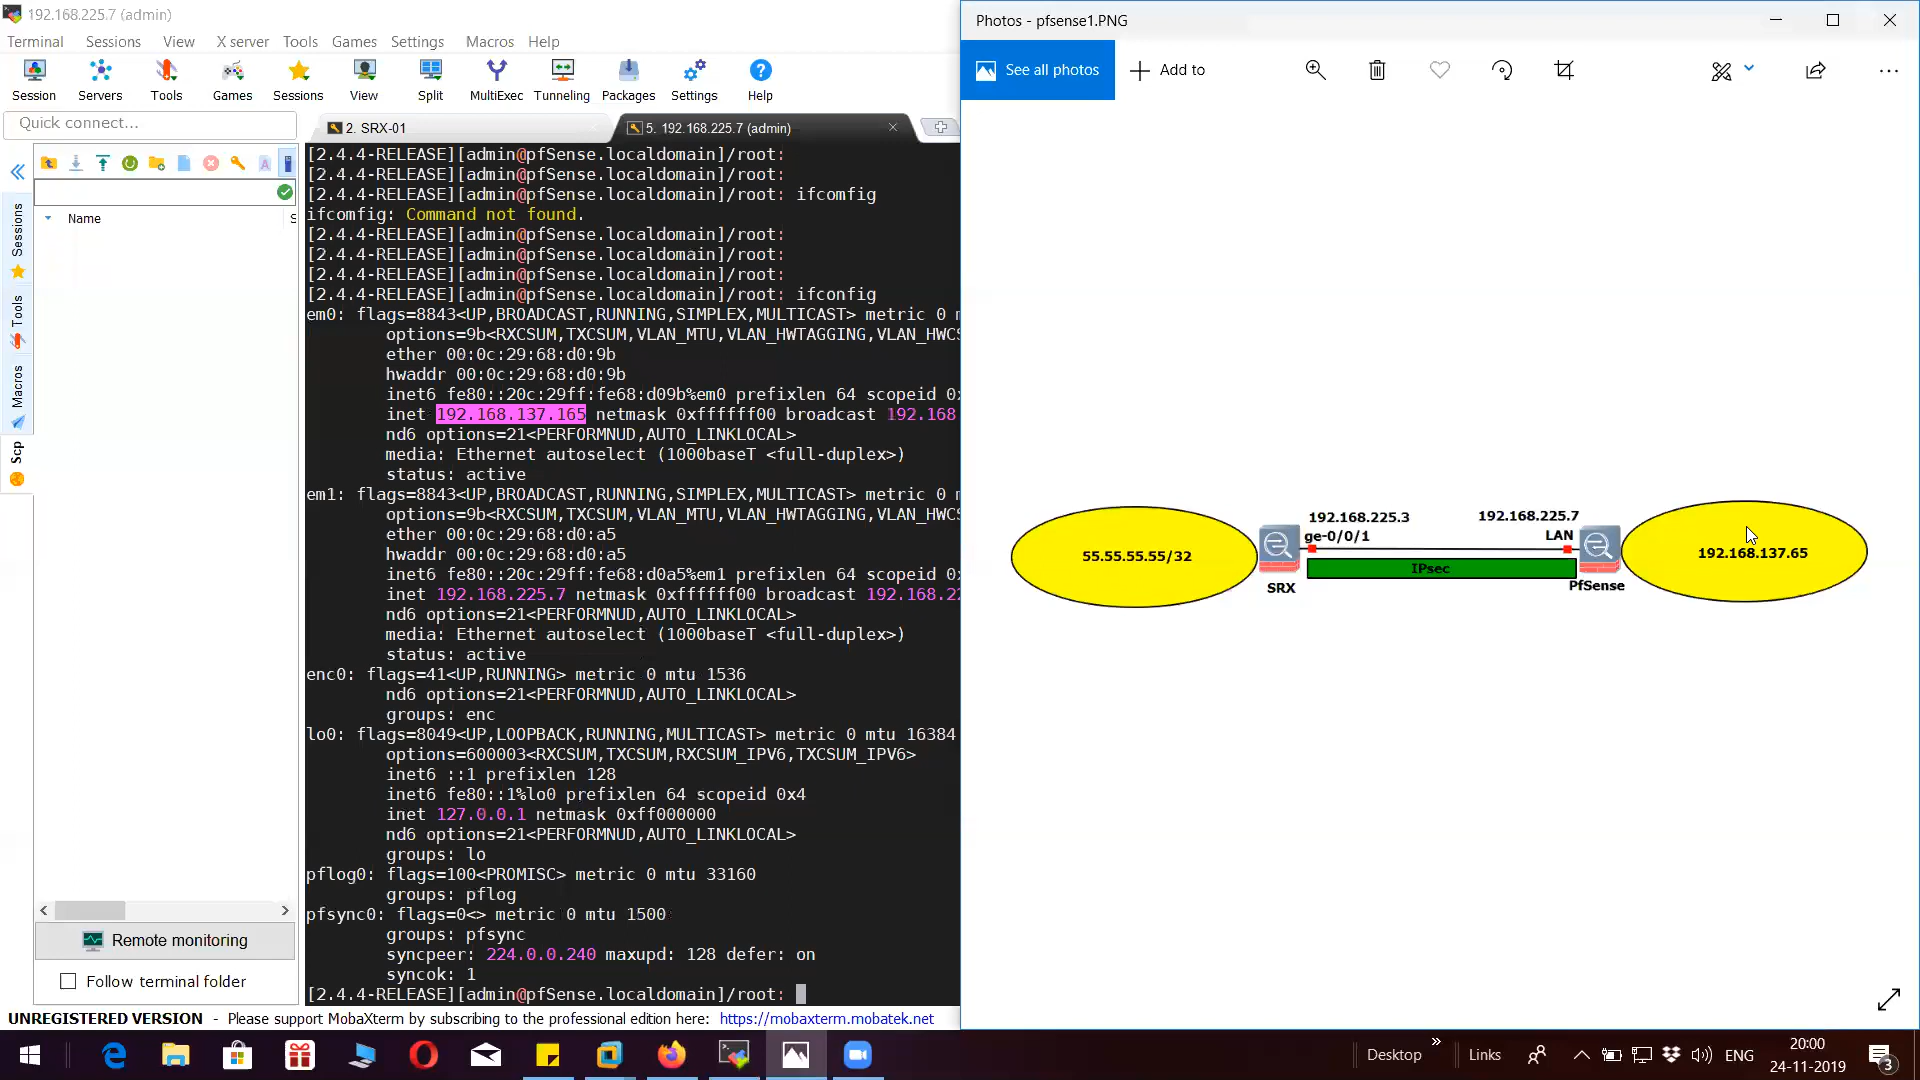 192.168.225.7 (admin)
Terminal Sessions View X server Tools Games Settings Macros Help
Session Servers Tools Games Sessions View Split MultiExec Tunneling Packages Settings Help
Quick connect...
2. SRX-01
5. 192.168.225.7 (admin)
Name
Sessions
Tools
Macros
Scp
[2.4.4-RELEASE][admin@pfSense.localdomain]/root:
[2.4.4-RELEASE][admin@pfSense.localdomain]/root:
[2.4.4-RELEASE][admin@pfSense.localdomain]/root: ifcomfig
ifcomfig: Command not found.
[2.4.4-RELEASE][admin@pfSense.localdomain]/root:
[2.4.4-RELEASE][admin@pfSense.localdomain]/root:
[2.4.4-RELEASE][admin@pfSense.localdomain]/root:
[2.4.4-RELEASE][admin@pfSense.localdomain]/root: ifconfig
em0: flags=8843<UP,BROADCAST,RUNNING,SIMPLEX,MULTICAST> metric 0 m
options=9b<RXCSUM,TXCSUM,VLAN_MTU,VLAN_HWTAGGING,VLAN_HWCS
ether 00:0c:29:68:d0:9b
hwaddr 00:0c:29:68:d0:9b
inet6 fe80::20c:29ff:fe68:d09b%em0 prefixlen 64 scopeid 0x
inet 192.168.137.165 netmask 0xffffff00 broadcast 192.168
nd6 options=21<PERFORMNUD,AUTO_LINKLOCAL>
media: Ethernet autoselect (1000baseT <full-duplex>)
status: active
em1: flags=8843<UP,BROADCAST,RUNNING,SIMPLEX,MULTICAST> metric 0 m
options=9b<RXCSUM,TXCSUM,VLAN_MTU,VLAN_HWTAGGING,VLAN_HWCS
ether 00:0c:29:68:d0:a5
hwaddr 00:0c:29:68:d0:a5
inet6 fe80::20c:29ff:fe68:d0a5%em1 prefixlen 64 scopeid 0x
inet 192.168.225.7 netmask 0xffffff00 broadcast 192.168.22
nd6 options=21<PERFORMNUD,AUTO_LINKLOCAL>
media: Ethernet autoselect (1000baseT <full-duplex>)
status: active
enc0: flags=41<UP,RUNNING> metric 0 mtu 1536
nd6 options=21<PERFORMNUD,AUTO_LINKLOCAL>
groups: enc
lo0: flags=8049<UP,LOOPBACK,RUNNING,MULTICAST> metric 0 mtu 16384
options=600003<RXCSUM,TXCSUM,RXCSUM_IPV6,TXCSUM_IPV6>
inet6 ::1 prefixlen 128
inet6 fe80::1%lo0 prefixlen 64 scopeid 0x4
inet 127.0.0.1 netmask 0xff000000
nd6 options=21<PERFORMNUD,AUTO_LINKLOCAL>
groups: lo
pflog0: flags=100<PROMISC> metric 0 mtu 33160
groups: pflog
pfsync0: flags=0<> metric 0 mtu 1500
groups: pfsync
syncpeer: 224.0.0.240 maxupd: 128 defer: on
syncok: 1
[2.4.4-RELEASE][admin@pfSense.localdomain]/root:
Remote monitoring
Follow terminal folder
UNREGISTERED VERSION - Please support MobaXterm by subscribing to the professional edition here: https://mobaxterm.mobatek.net
Photos - pfsense1.PNG
See all photos
Add to
192.168.225.3
192.168.225.7
ge-0/0/1
LAN
55.55.55.55/32
192.168.137.65
IPsec
SRX
PfSense
Desktop
Links
ENG
20:00
24-11-2019
3